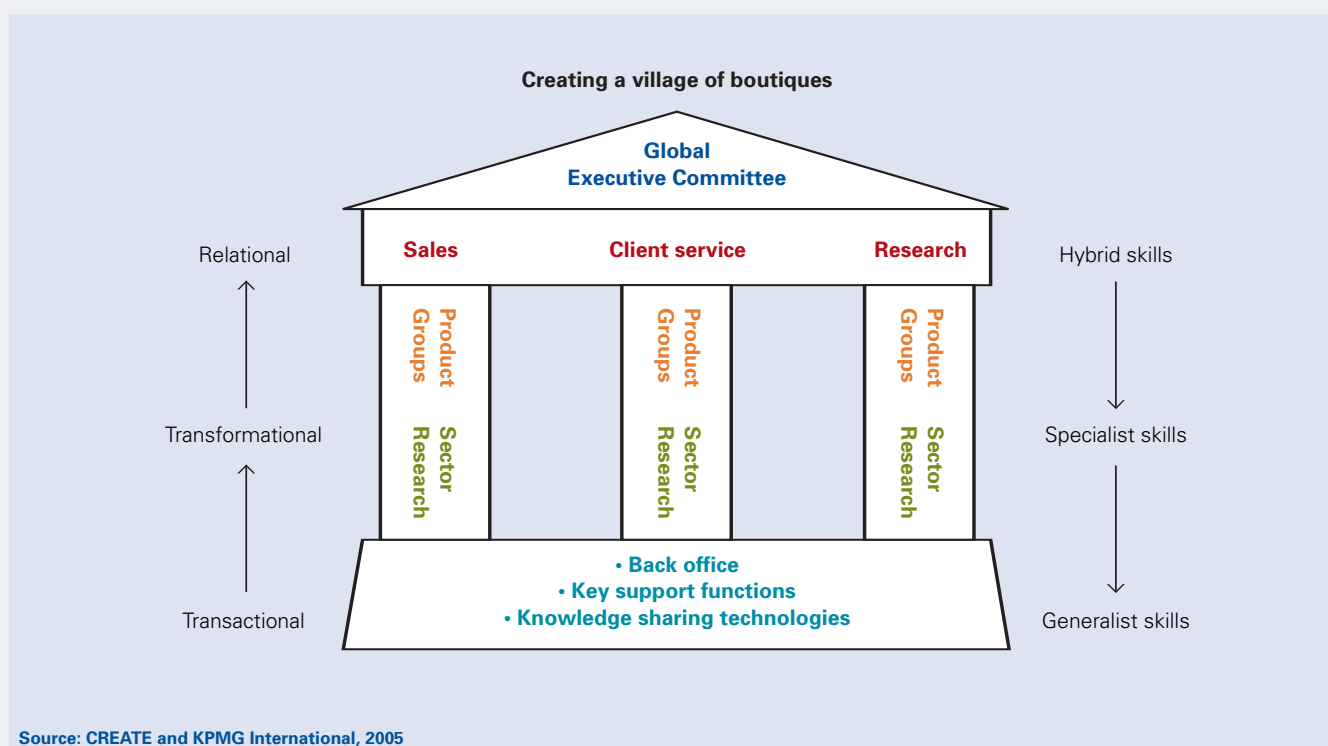 Creating a village of boutiques
Global
Executive Committee
Relational
Sales
Client service
Research
Hybrid skills
Product
Groups
Product
Groups
Product
Groups
Transformational
Sector
Research
Sector
Research
Sector
Research
Specialist skills
• Back office
• Key support functions
• Knowledge sharing technologies
Transactional
Generalist skills
Source: CREATE and KPMG International, 2005